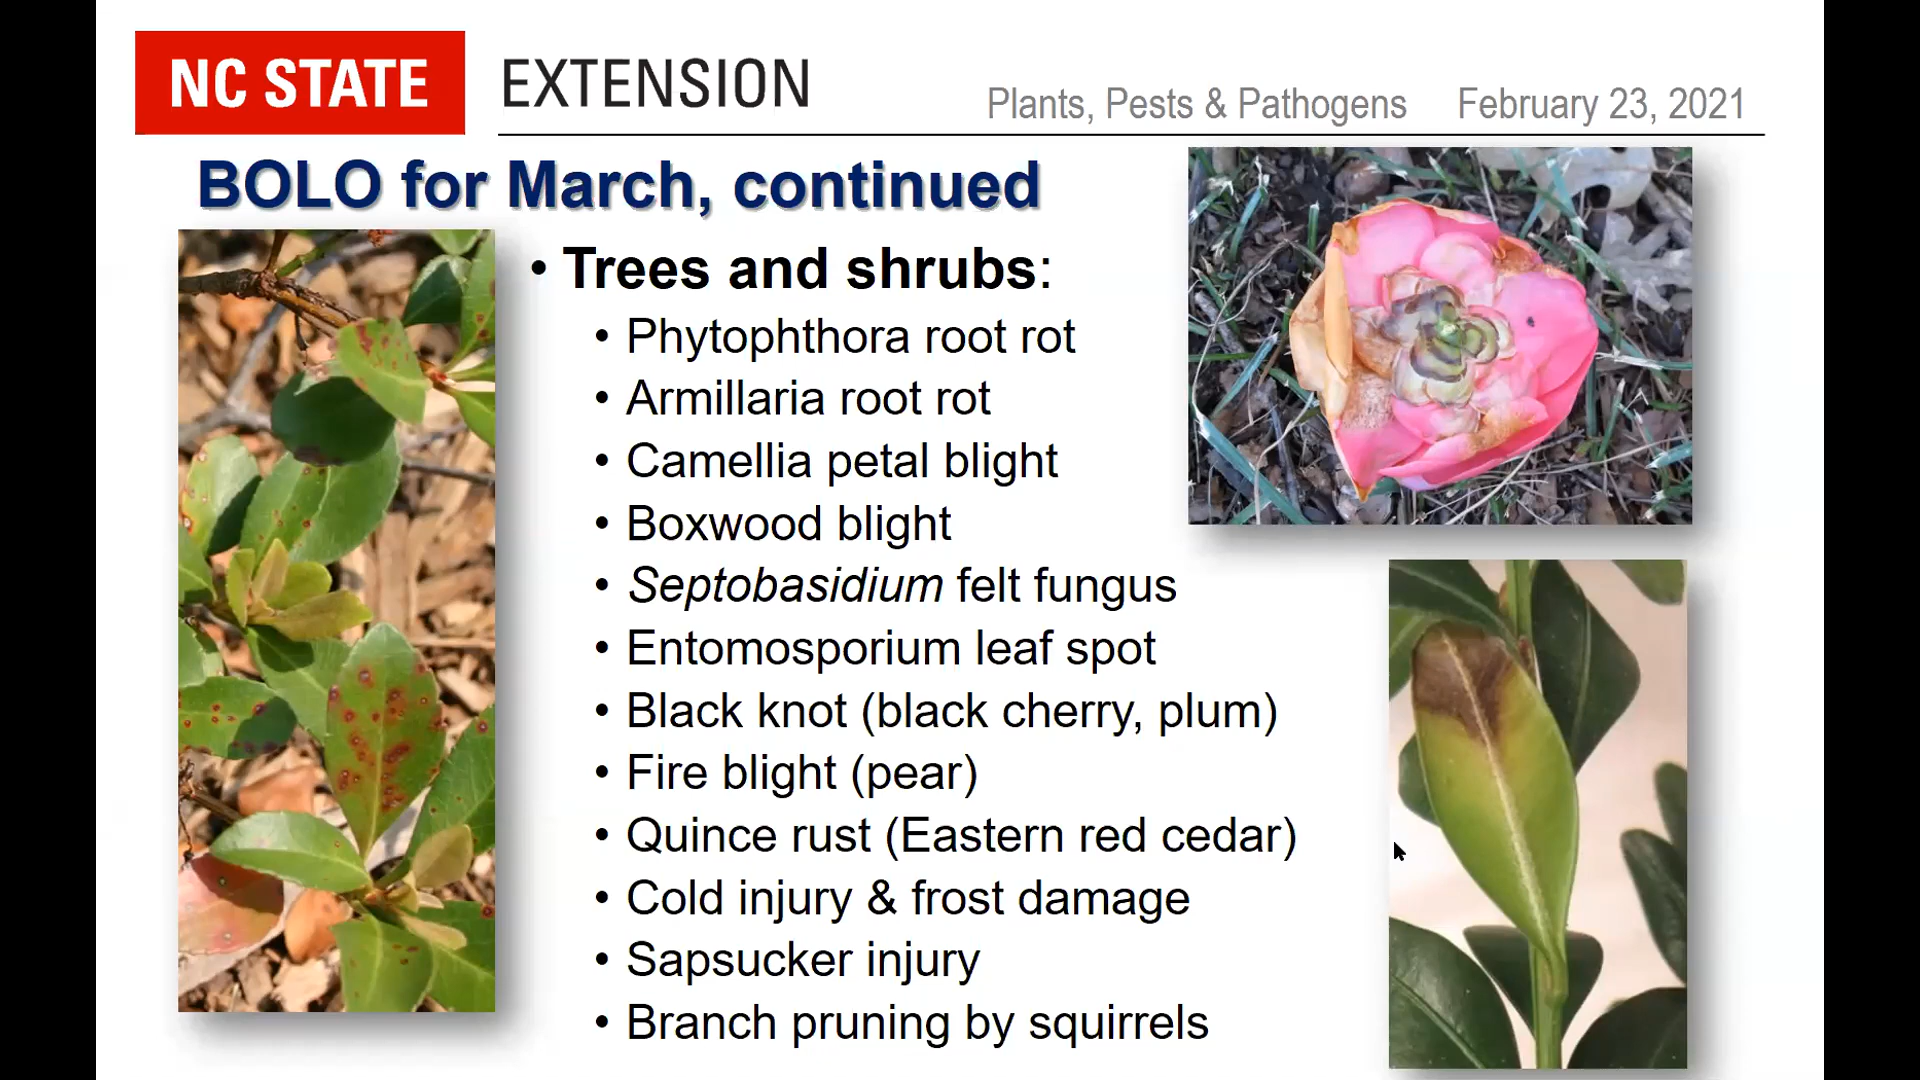 NC STATE EXTENSION
Plants, Pests & Pathogens February 23, 2021
BOLO for March, continued
• Trees and shrubs:
• Phytophthora root rot
• Armillaria root rot
• Camellia petal blight
• Boxwood blight
• Septobasidium felt fungus
• Entomosporium leaf spot
• Black knot (black cherry, plum)
• Fire blight (pear)
• Quince rust (Eastern red cedar)
• Cold injury & frost damage
• Sapsucker injury
• Branch pruning by squirrels